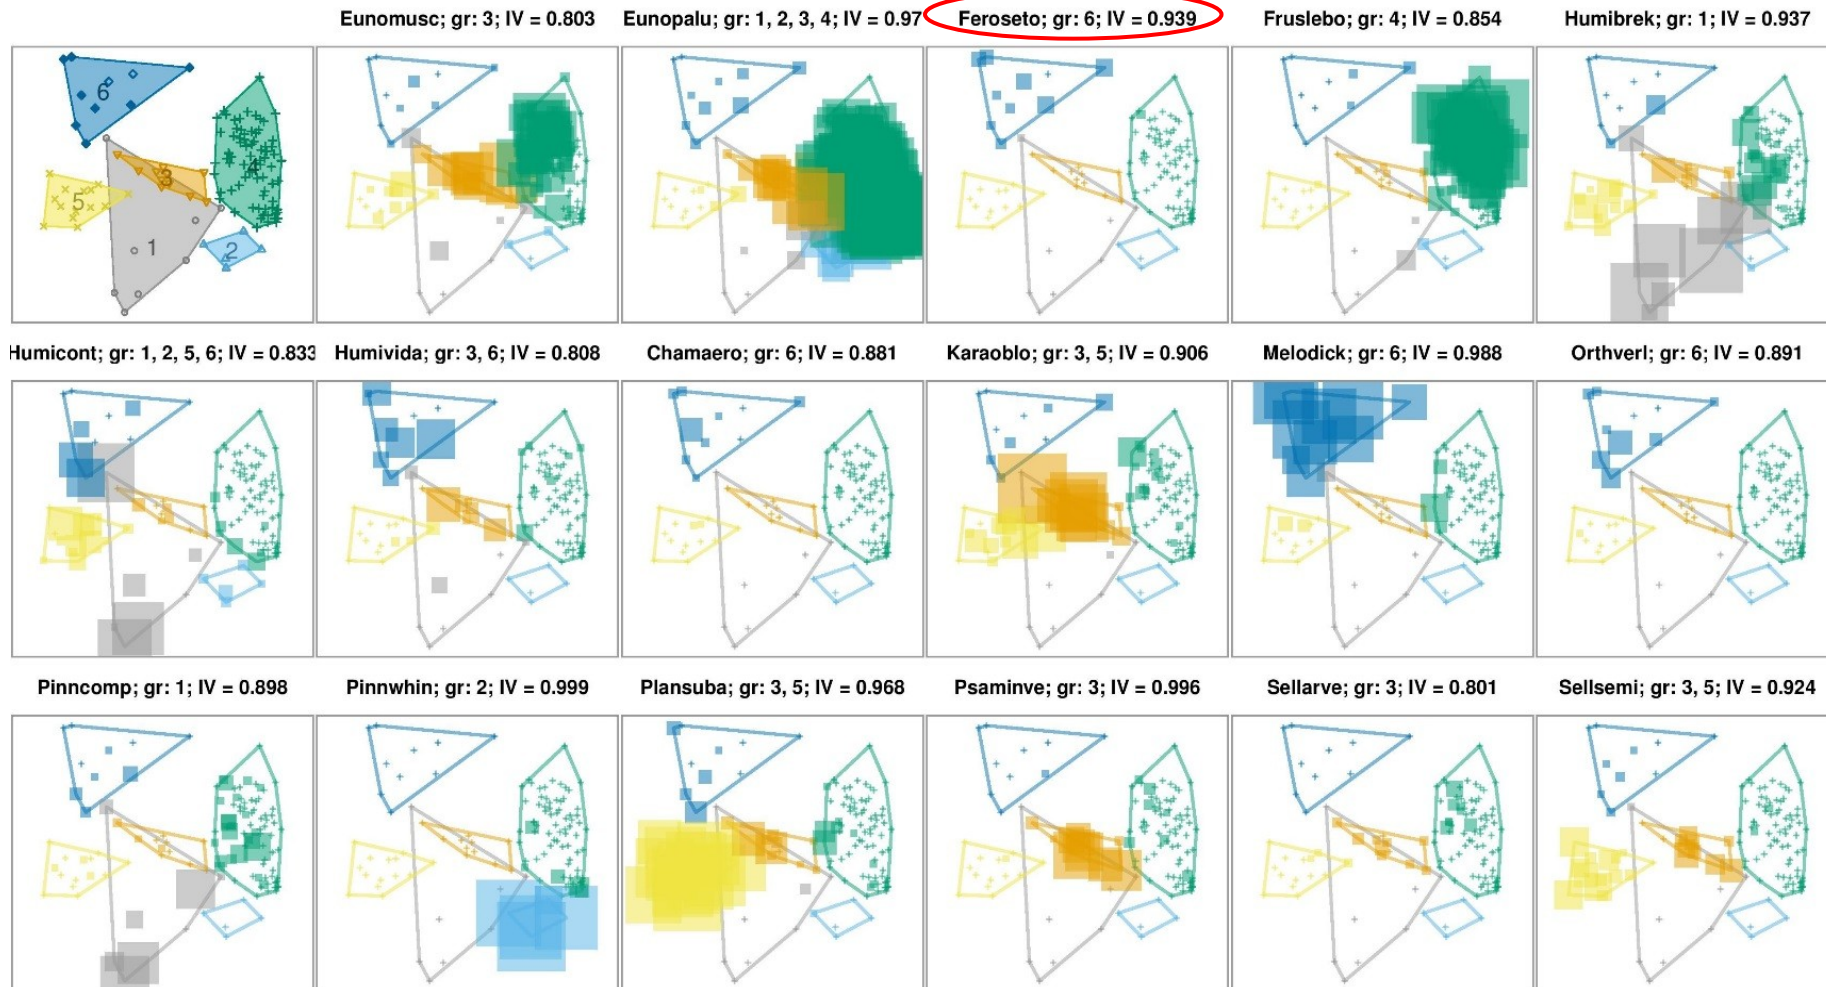 Eunomusc; gr: 3; IV = 0.803
Eunopalu; gr: 1, 2, 3, 4; IV = 0.97
Feroseto; gr: 6; IV = 0.939
Fruslebo; gr: 4; IV = 0.854
Humibrek; gr: 1; IV = 0.937
6
4
3
5
1
2
Humicont; gr: 1, 2, 5, 6; IV = 0.833
Humivida; gr: 3, 6; IV = 0.808
Chamaero; gr: 6; IV = 0.881
Karaoblo; gr: 3, 5; IV = 0.906
Melodick; gr: 6; IV = 0.988
Orthverl; gr: 6; IV = 0.891
Pinncomp; gr: 1; IV = 0.898
Pinnwhin; gr: 2; IV = 0.999
Plansuba; gr: 3, 5; IV = 0.968
Psaminve; gr: 3; IV = 0.996
Sellarve; gr: 3; IV = 0.801
Sellsemi; gr: 3, 5; IV = 0.924